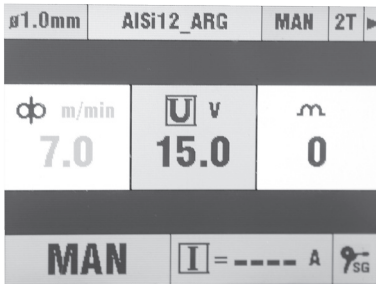 ø1.0mm AlSi12_ARG MAN 2T
m/min U V
7.0 15.0 0
MAN I = ---- A SG